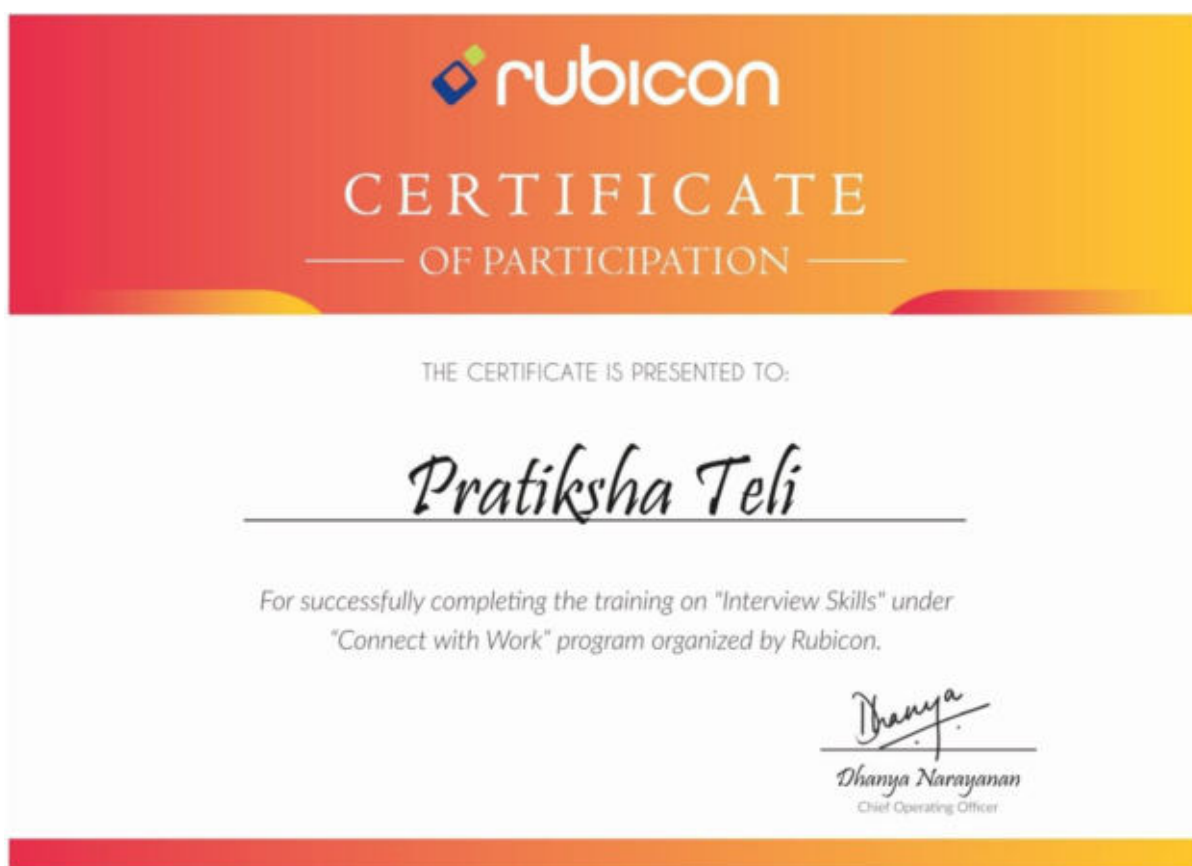 rubicon
CERTIFICATE
OF PARTICIPATION
THE CERTIFICATE IS PRESENTED TO:
Pratiksha Teli
For successfully completing the training on "Interview Skills" under
"Connect with Work" program organized by Rubicon.
Dhanya
Dhanya Narayanan
Chief Operating Officer